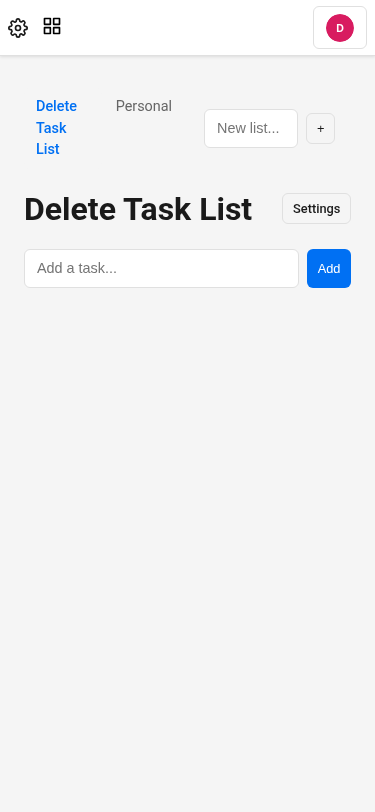 D
Delete
Task
List
Personal
New list...
+
Delete Task List
Settings
Add a task...
Add